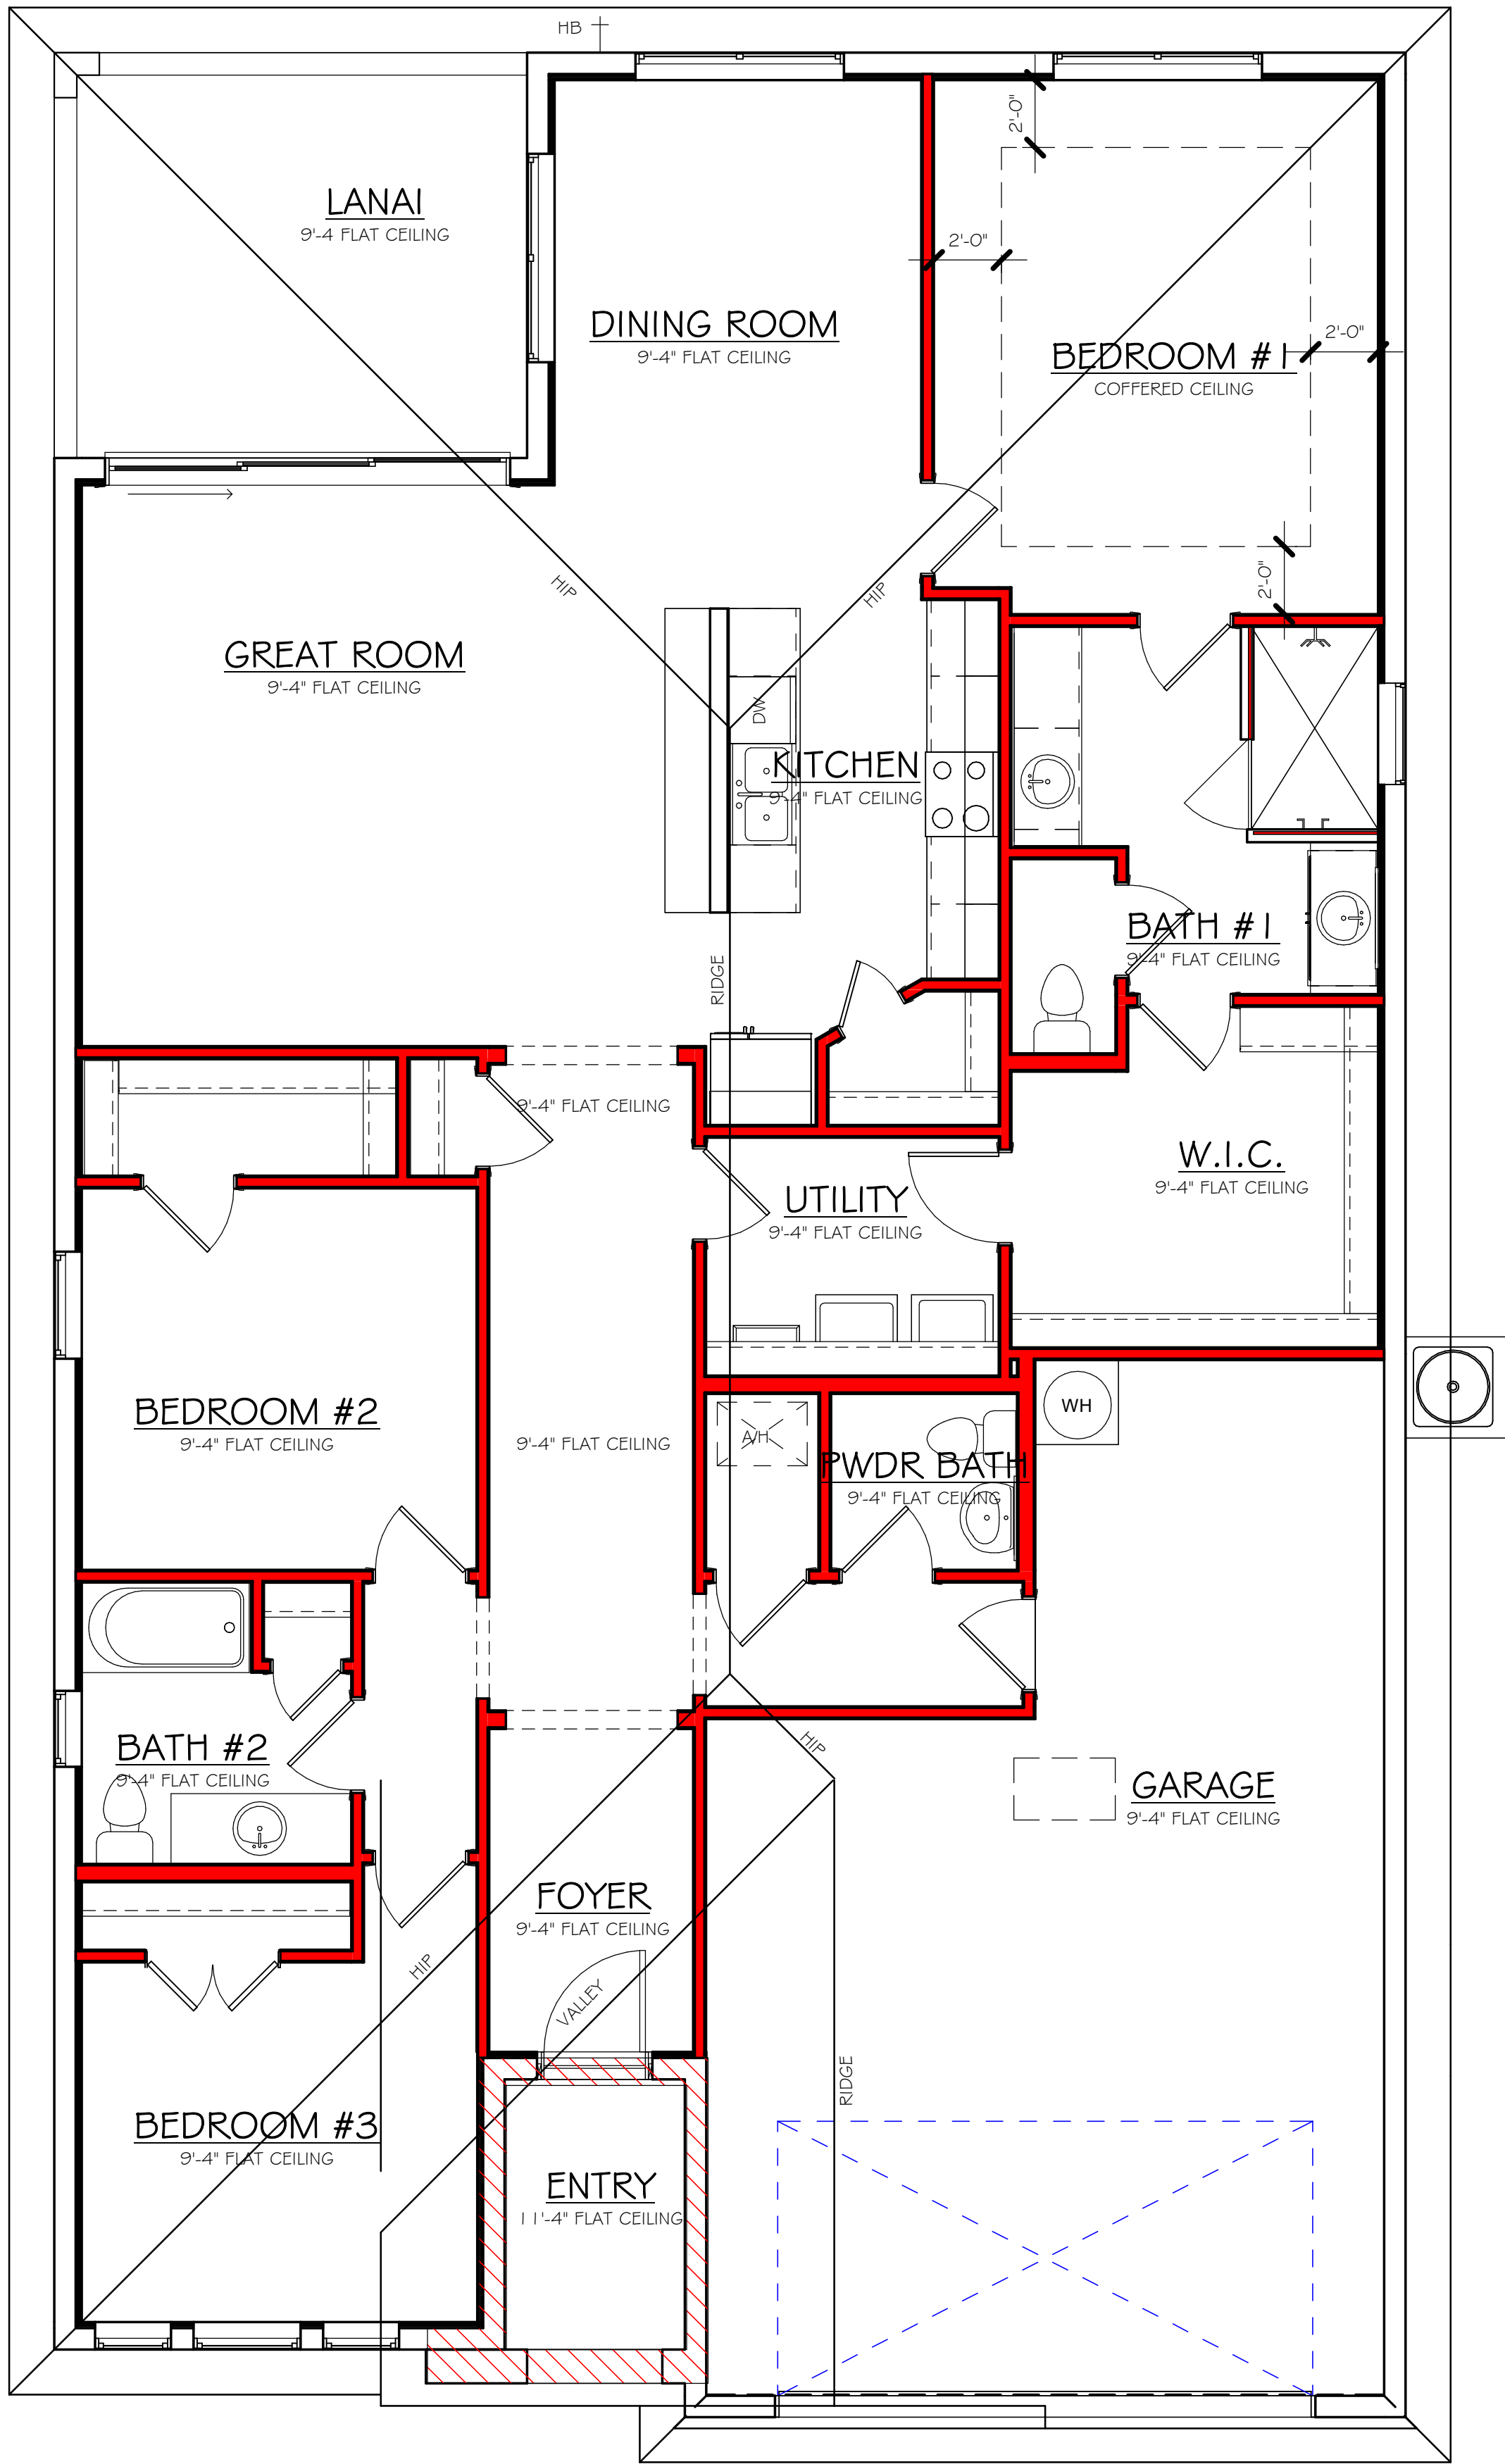 HB
2'-0"
LANAI
9'-4 FLAT CEILING
2'-0"
DINING ROOM
9'-4" FLAT CEILING
2'-0"
BEDROOM #1
COFFERED CEILING
2'-0"
HIP
HIP
GREAT ROOM
9'-4" FLAT CEILING
DW
KITCHEN
9'-4" FLAT CEILING
BATH #1
9'-4" FLAT CEILING
RIDGE
9'-4" FLAT CEILING
W.I.C.
9'-4" FLAT CEILING
UTILITY
9'-4" FLAT CEILING
WH
BEDROOM #2
9'-4" FLAT CEILING
9'-4" FLAT CEILING
A/H
PWDR BATH
9'-4" FLAT CEILING
BATH #2
9'-4" FLAT CEILING
HIP
GARAGE
9'-4" FLAT CEILING
FOYER
9'-4" FLAT CEILING
HIP
VALLEY
RIDGE
BEDROOM #3
9'-4" FLAT CEILING
ENTRY
11'-4" FLAT CEILING